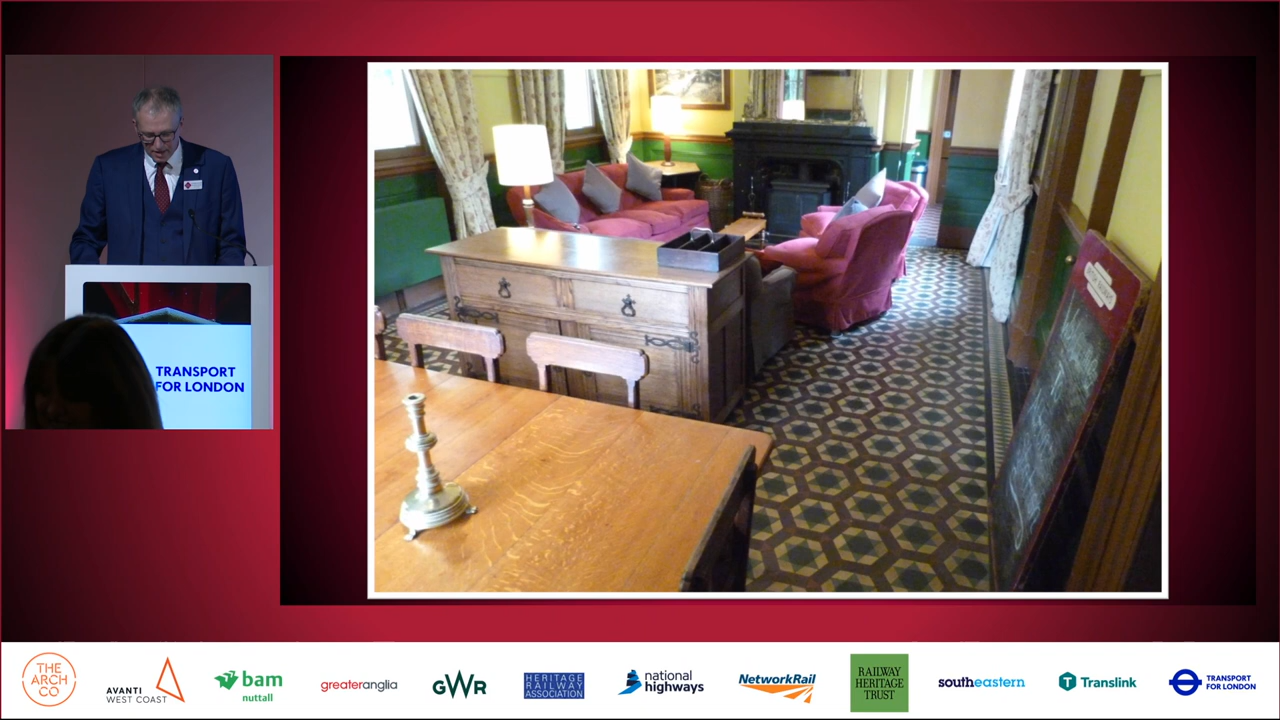 TRANSPORT
FOR LONDON
THE
ARCH
CO
AVANTI
WEST COAST
bam
nuttall
greateranglia
GWR
HERITAGE
RAILWAY
ASSOCIATION
national
highways
NetworkRail
RAILWAY
HERITAGE
TRUST
southeastern
Translink
TRANSPORT
FOR LONDON